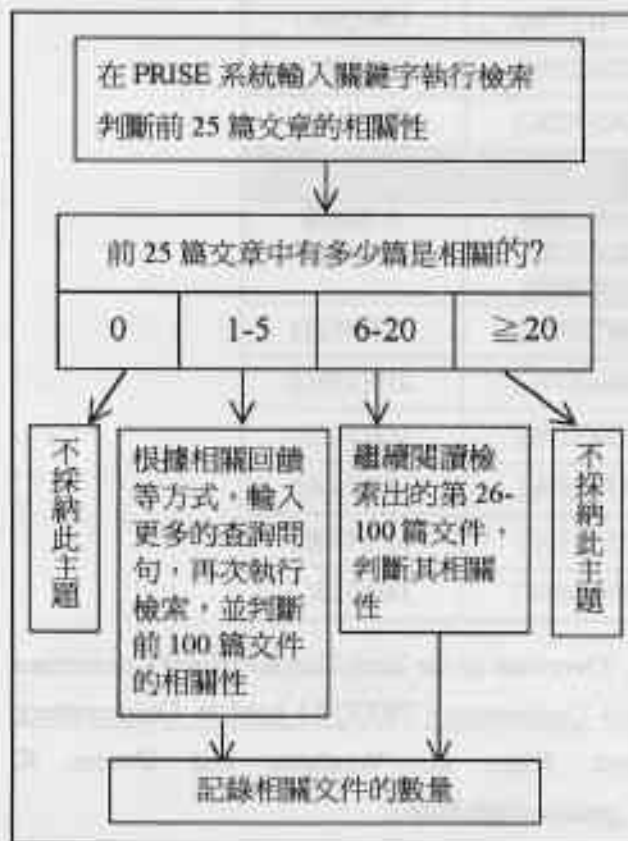 在 PRISE 系統輸入關鍵字執行檢索
判斷前 25 篇文章的相關性
前 25 篇文章中有多少篇是相關的?
0
1-5
6-20
≧20
不採納此主題
根據相關回饋
等方式，輸入
更多的查詢問
句，再次執行
檢索，並判斷
前 100 篇文件
的相關性
繼續閱讀檢
索出的第 26-
100 篇文件，
判斷其相關
性
不採納此主題
記錄相關文件的數量